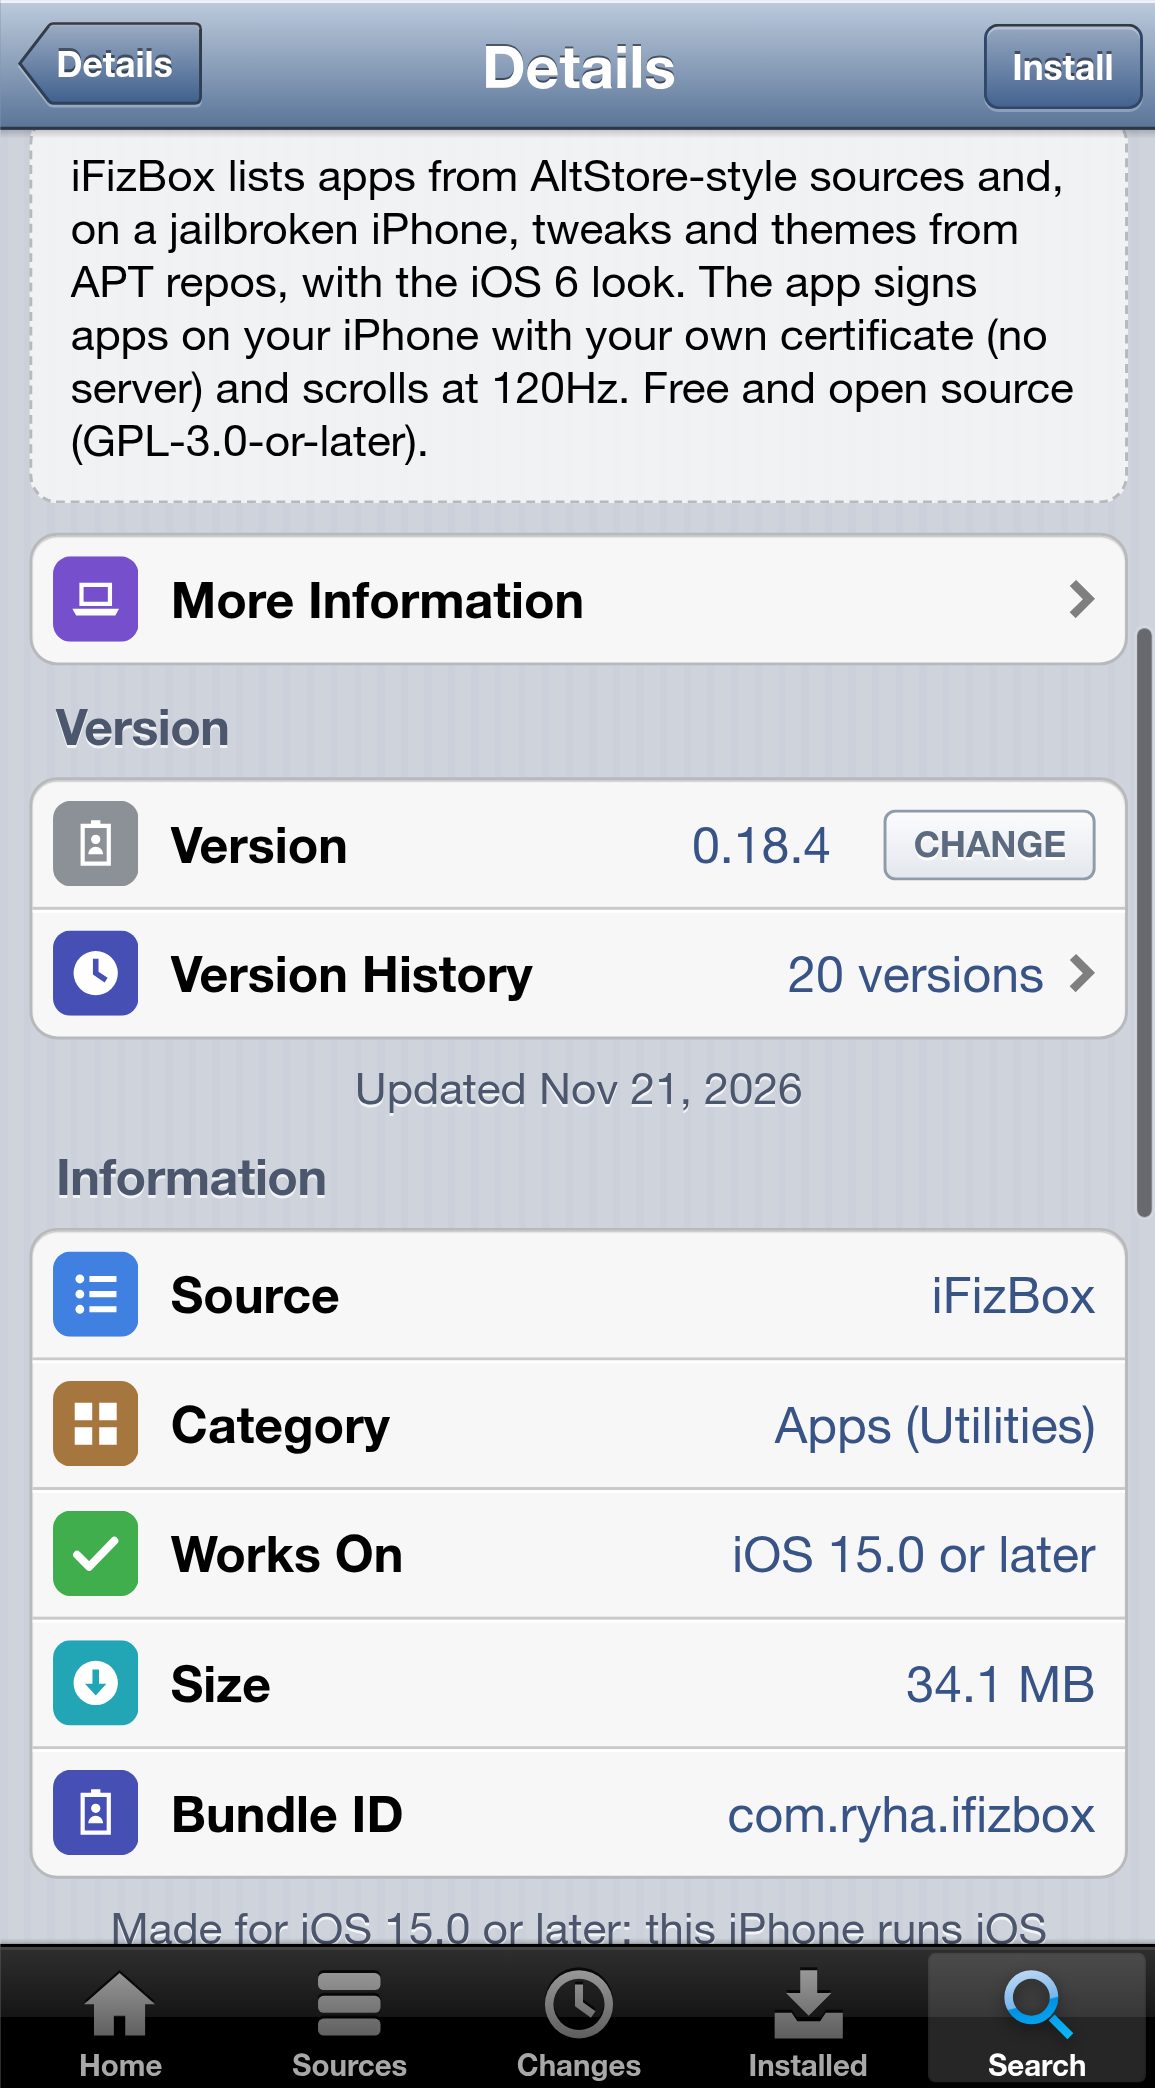 Details
Details
Install
iFizBox lists apps from AltStore-style sources and,
on a jailbroken iPhone, tweaks and themes from
APT repos, with the iOS 6 look. The app signs
apps on your iPhone with your own certificate (no
server) and scrolls at 120Hz. Free and open source
(GPL-3.0-or-later).
More Information
Version
Version 0.18.4 CHANGE
Version History 20 versions
Updated Nov 21, 2026
Information
Source iFizBox
Category Apps (Utilities)
Works On iOS 15.0 or later
Size 34.1 MB
Bundle ID com.ryha.ifizbox
Made for iOS 15.0 or later: this iPhone runs iOS
Home
Sources
Changes
Installed
Search